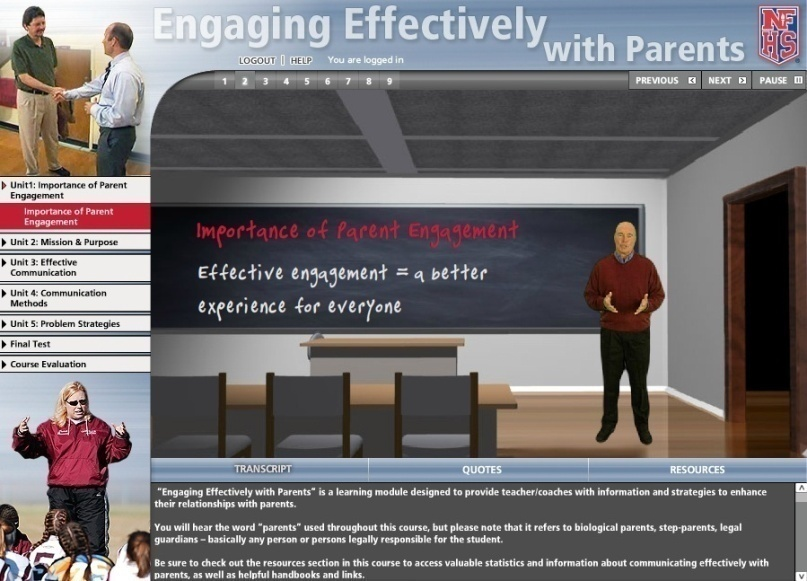 Engaging Effectively
with Parents
NF
HS
LOGOUT | HELP You are logged in
1 2 3 4 5 6 7 8 9
PREVIOUS NEXT PAUSE
Unit1: Importance of Parent
Engagement
Importance of Parent
Engagement
Unit 2: Mission & Purpose
Unit 3: Effective
Communication
Unit 4: Communication
Methods
Unit 5: Problem Strategies
Final Test
Course Evaluation
Importance of Parent Engagement
Effective engagement = a better
experience for everyone
TRANSCRIPT QUOTES RESOURCES
"Engaging Effectively with Parents" is a learning module designed to provide teacher/coaches with information and strategies to enhance
their relationships with parents.
You will hear the word "parents" used throughout this course, but please note that it refers to biological parents, step-parents, legal
guardians – basically any person or persons legally responsible for the student.
Be sure to check out the resources section in this course to access valuable statistics and information about communicating effectively with
parents, as well as helpful handbooks and links.